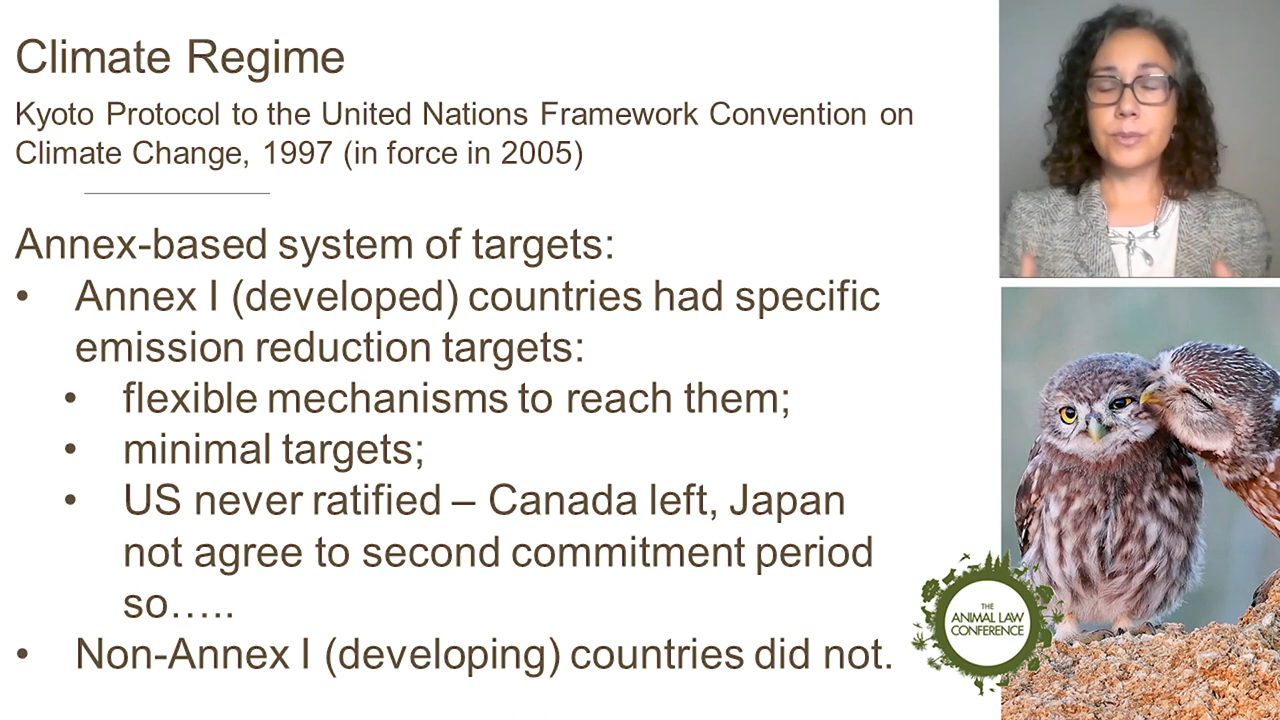 Climate Regime
Kyoto Protocol to the United Nations Framework Convention on
Climate Change, 1997 (in force in 2005)
Annex-based system of targets:
• Annex I (developed) countries had specific
emission reduction targets:
• flexible mechanisms to reach them;
• minimal targets;
• US never ratified – Canada left, Japan
not agree to second commitment period
so…..
• Non-Annex I (developing) countries did not.
THE
ANIMAL LAW
CONFERENCE